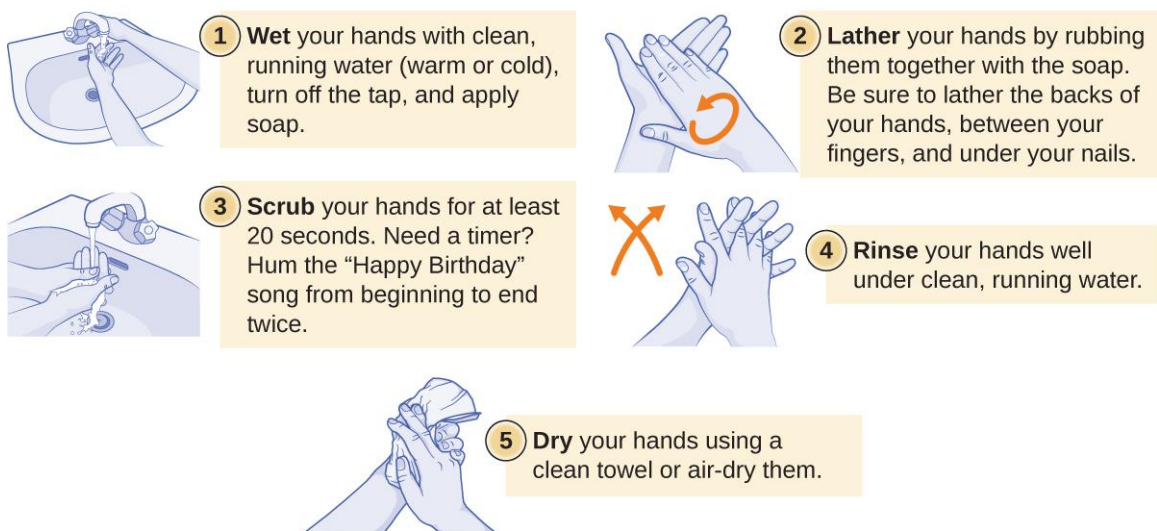 1 Wet your hands with clean,
running water (warm or cold),
turn off the tap, and apply
soap.
2 Lather your hands by rubbing
them together with the soap.
Be sure to lather the backs of
your hands, between your
fingers, and under your nails.
3 Scrub your hands for at least
20 seconds. Need a timer?
Hum the “Happy Birthday”
song from beginning to end
twice.
4 Rinse your hands well
under clean, running water.
5 Dry your hands using a
clean towel or air-dry them.